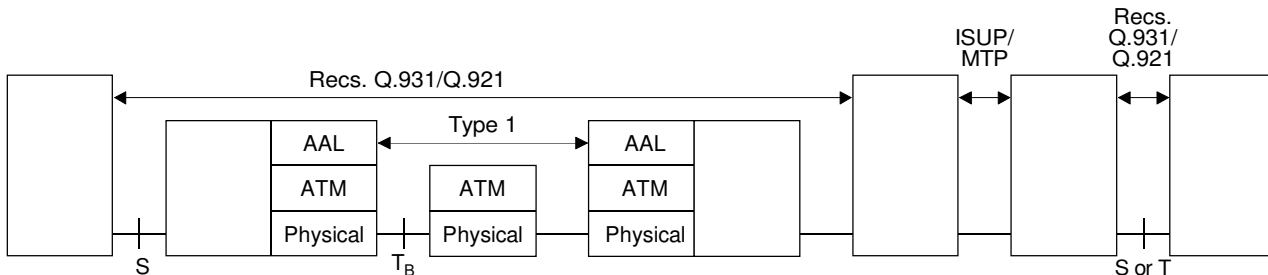 Recs.
Q.931/
Q.921
ISUP/
MTP
Recs. Q.931/Q.921
Type 1
AAL
AAL
ATM
ATM
ATM
Physical
Physical
Physical
S
T_B
S or T